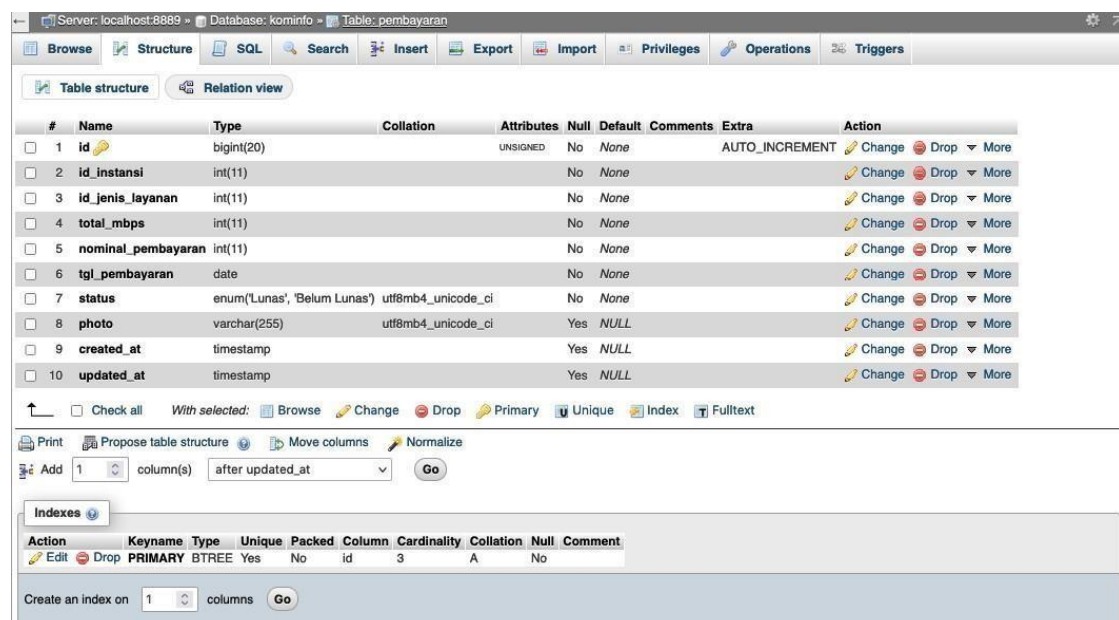 Server: localhost:8889 » Database: kominfo » Table: pembayaran
Browse Structure SQL Search Insert Export Import Privileges Operations Triggers
Table structure Relation view
# Name Type Collation Attributes Null Default Comments Extra Action
1 id bigint(20) UNSIGNED No None AUTO_INCREMENT Change Drop More
2 id_instansi int(11) No None Change Drop More
3 id_jenis_layanan int(11) No None Change Drop More
4 total_mbps int(11) No None Change Drop More
5 nominal_pembayaran int(11) No None Change Drop More
6 tgl_pembayaran date No None Change Drop More
7 status enum('Lunas', 'Belum Lunas') utf8mb4_unicode_ci No None Change Drop More
8 photo varchar(255) utf8mb4_unicode_ci Yes NULL Change Drop More
9 created_at timestamp Yes NULL Change Drop More
10 updated_at timestamp Yes NULL Change Drop More
Check all With selected: Browse Change Drop Primary Unique Index Fulltext
Print Propose table structure Move columns Normalize
Add 1 column(s) after updated_at Go
Indexes
Action Keyname Type Unique Packed Column Cardinality Collation Null Comment
Edit Drop PRIMARY BTREE Yes No id 3 A No
Create an index on 1 columns Go